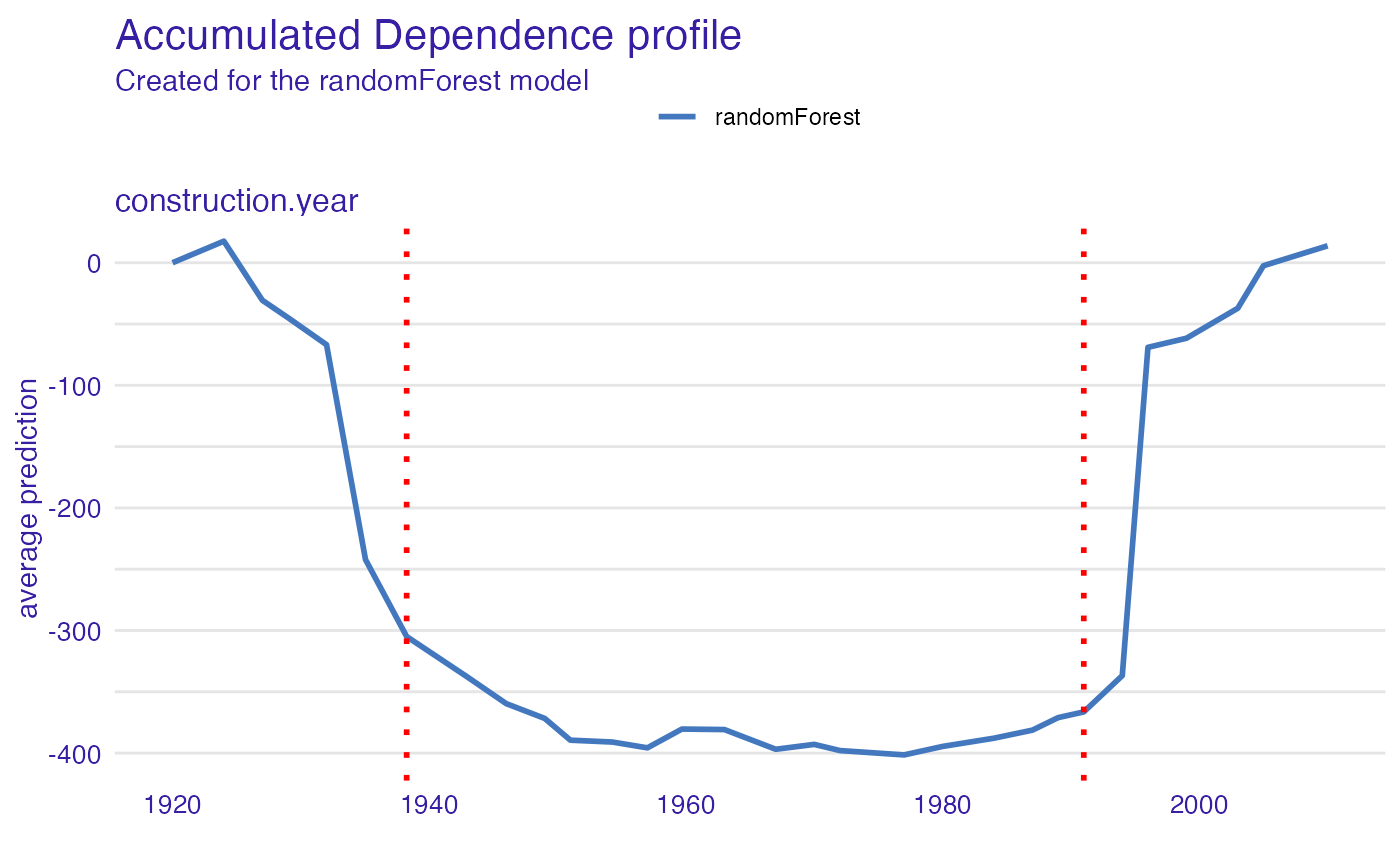 Accumulated Dependence profile
Created for the randomForest model
randomForest
construction.year
average prediction
0
-100
-200
-300
-400
1920 1940 1960 1980 2000